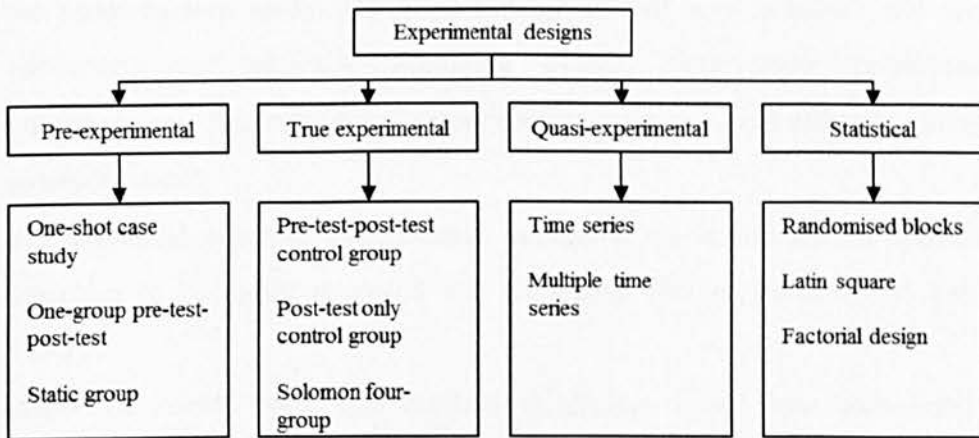 Experimental designs
Pre-experimental
True experimental
Quasi-experimental
Statistical
One-shot case
study
One-group pre-test-
post-test
Static group
Pre-test-post-test
control group
Post-test only
control group
Solomon four-
group
Time series
Multiple time
series
Randomised blocks
Latin square
Factorial design